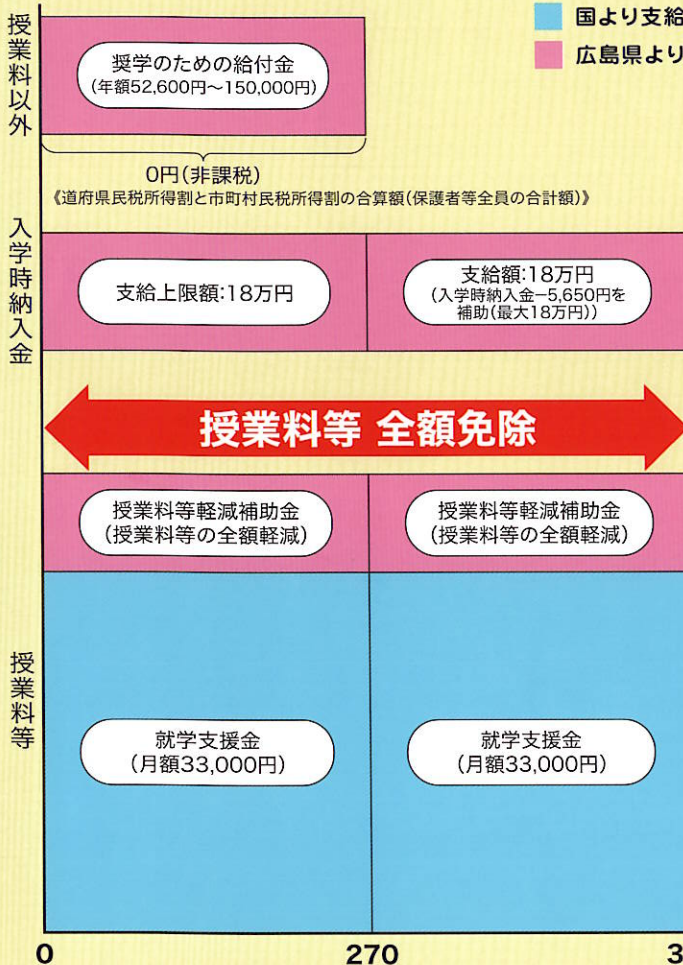 国より支給
広島県より
授業料以外
奨学のための給付金
(年額52,600円〜150,000円)
0円(非課税)
《道府県民税所得割と市町村民税所得割の合算額(保護者等全員の合計額)》
入学時納入金
支給上限額:18万円
支給額:18万円
(入学時納入金−5,650円を
補助(最大18万円))
授業料等 全額免除
授業料等軽減補助金
(授業料等の全額軽減)
授業料等軽減補助金
(授業料等の全額軽減)
授業料等
就学支援金
(月額33,000円)
就学支援金
(月額33,000円)
0
270
3